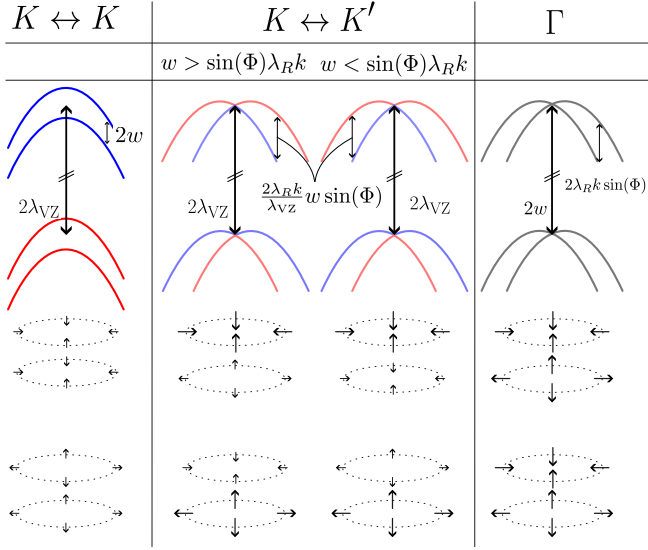 K ↔ K K ↔ K′ Γ
w > sin(Φ)λ_R k w < sin(Φ)λ_R k
2w
2λ_R k / λ_VZ w sin(Φ)
2λ_R k sin(Φ)
2λ_VZ 2λ_VZ 2λ_VZ 2w